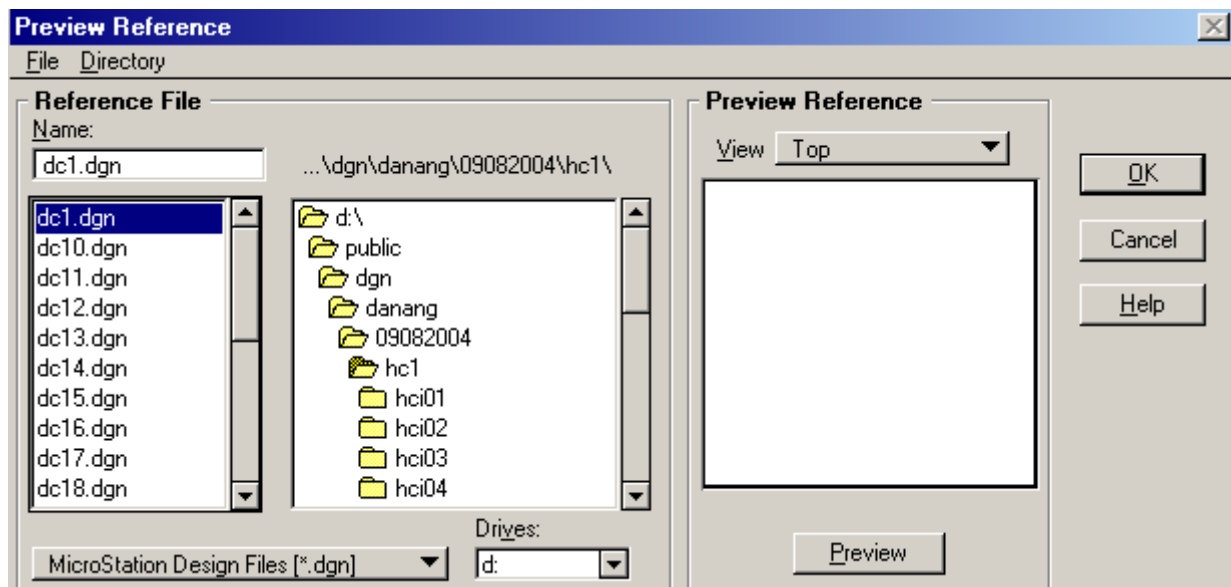 Preview Reference
File Directory
Reference File
Name:
dc1.dgn
...\dgn\danang\09082004\hc1\
dc1.dgn
dc10.dgn
dc11.dgn
dc12.dgn
dc13.dgn
dc14.dgn
dc15.dgn
dc16.dgn
dc17.dgn
dc18.dgn
d:\
public
dgn
danang
09082004
hc1
hci01
hci02
hci03
hci04
MicroStation Design Files [*.dgn]
Drives:
d:
Preview Reference
View Top
Preview
OK
Cancel
Help